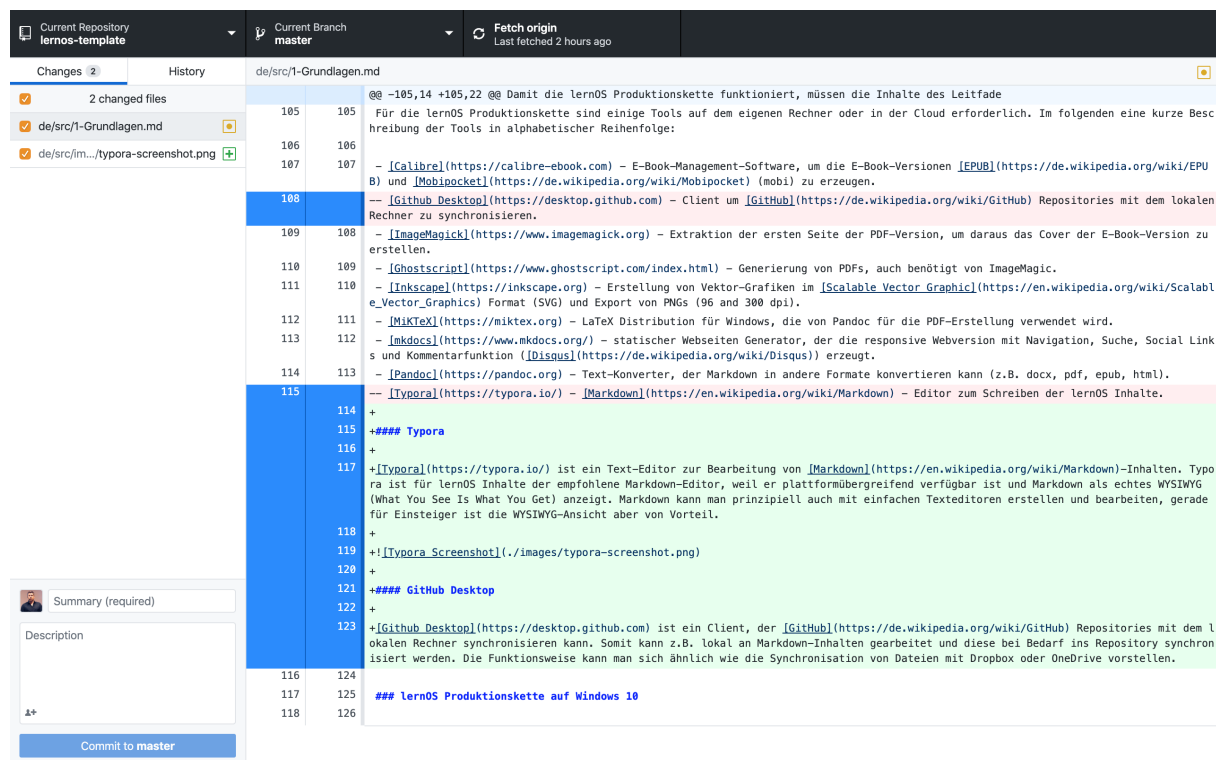 Current Repository
lernos-template
Current Branch
master
Fetch origin
Last fetched 2 hours ago
Changes 2
History
de/src/1-Grundlagen.md
2 changed files
de/src/1-Grundlagen.md
de/src/im.../typora-screenshot.png
@@ -105,14 +105,22 @@ Damit die lernOS Produktionskette funktioniert, müssen die Inhalte des Leitfade
105 105 Für die lernOS Produktionskette sind einige Tools auf dem eigenen Rechner oder in der Cloud erforderlich. Im folgenden eine kurze Besc
hreibung der Tools in alphabetischer Reihenfolge:
106 106
107 107 - [Calibre](https://calibre-ebook.com) - E-Book-Management-Software, um die E-Book-Versionen [EPUB](https://de.wikipedia.org/wiki/EPU
B) und [Mobipocket](https://de.wikipedia.org/wiki/Mobipocket) (mobi) zu erzeugen.
108 -- [Github Desktop](https://desktop.github.com) - Client um [GitHub](https://de.wikipedia.org/wiki/GitHub) Repositories mit dem lokalen
Rechner zu synchronisieren.
109 108 - [ImageMagick](https://www.imagemagick.org) - Extraktion der ersten Seite der PDF-Version, um daraus das Cover der E-Book-Version zu
erstellen.
110 109 - [Ghostscript](https://www.ghostscript.com/index.html) - Generierung von PDFs, auch benötigt von ImageMagic.
111 110 - [Inkscape](https://inkscape.org) - Erstellung von Vektor-Grafiken im [Scalable Vector Graphic](https://en.wikipedia.org/wiki/Scalabl
e_Vector_Graphics) Format (SVG) und Export von PNGs (96 and 300 dpi).
112 111 - [MiKTeX](https://miktex.org) - LaTeX Distribution für Windows, die von Pandoc für die PDF-Erstellung verwendet wird.
113 112 - [mkdocs](https://www.mkdocs.org/) - statischer Webseiten Generator, der die responsive Webversion mit Navigation, Suche, Social Link
s und Kommentarfunktion ([Disqus](https://de.wikipedia.org/wiki/Disqus)) erzeugt.
114 113 - [Pandoc](https://pandoc.org) - Text-Konverter, der Markdown in andere Formate konvertieren kann (z.B. docx, pdf, epub, html).
115 -- [Typora](https://typora.io/) - [Markdown](https://en.wikipedia.org/wiki/Markdown) - Editor zum Schreiben der lernOS Inhalte.
114 +
115 +#### Typora
116 +
117 +[Typora](https://typora.io/) ist ein Text-Editor zur Bearbeitung von [Markdown](https://en.wikipedia.org/wiki/Markdown)-Inhalten. Typo
ra ist für lernOS Inhalte der empfohlene Markdown-Editor, weil er plattformübergreifend verfügbar ist und Markdown als echtes WYSIWYG
(What You See Is What You Get) anzeigt. Markdown kann man prinzipiell auch mit einfachen Texteditoren erstellen und bearbeiten, gerade
für Einsteiger ist die WYSIWYG-Ansicht aber von Vorteil.
118 +
119 +![Typora Screenshot](./images/typora-screenshot.png)
120 +
121 +#### GitHub Desktop
122 +
123 +[Github Desktop](https://desktop.github.com) ist ein Client, der [GitHub](https://de.wikipedia.org/wiki/GitHub) Repositories mit dem l
okalen Rechner synchronisieren kann. Somit kann z.B. lokal an Markdown-Inhalten gearbeitet und diese bei Bedarf ins Repository synchron
isiert werden. Die Funktionsweise kann man sich ähnlich wie die Synchronisation von Dateien mit Dropbox oder OneDrive vorstellen.
116 124
117 125 ### lernOS Produktionskette auf Windows 10
118 126
Summary (required)
Description
Commit to master